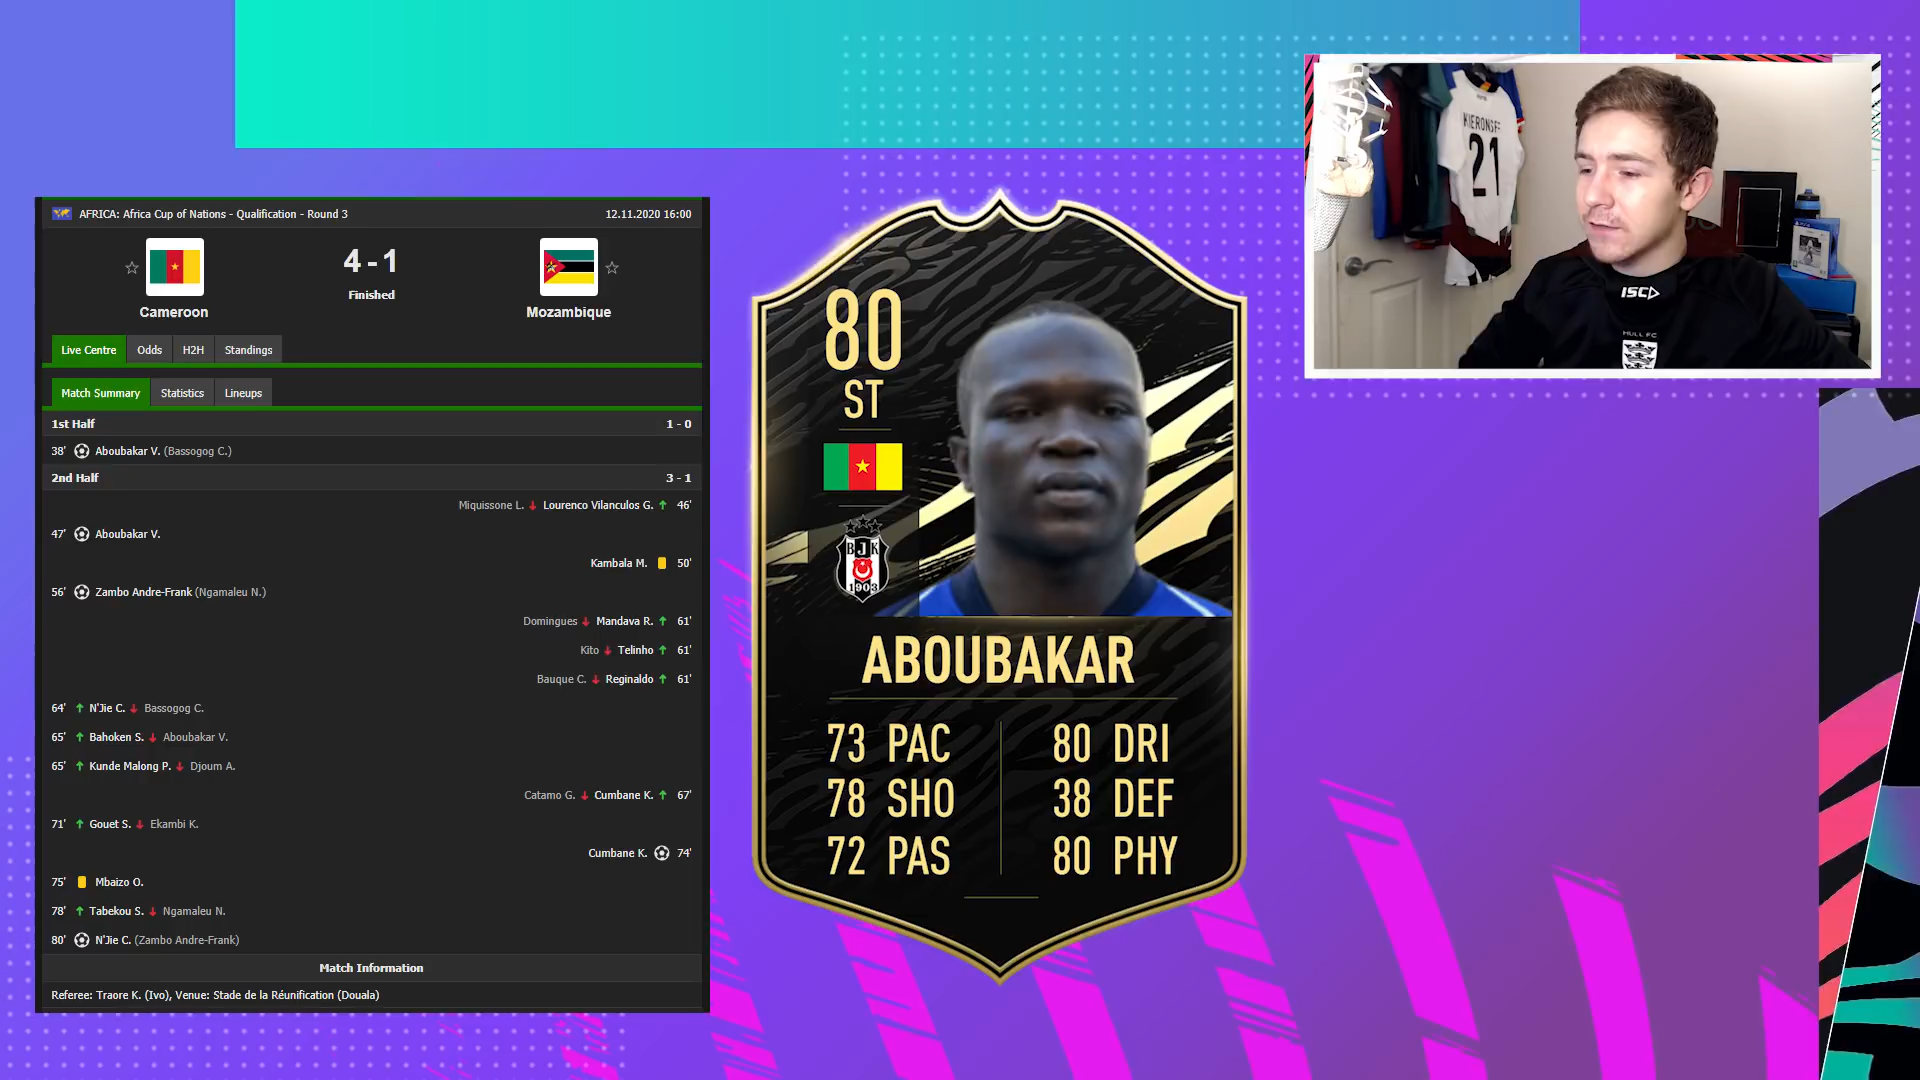 AFRICA: Africa Cup of Nations - Qualification - Round 3 12.11.2020 16:00
4 - 1
Finished
Cameroon Mozambique
Live Centre Odds H2H Standings
Match Summary Statistics Lineups
1st Half 1 - 0
38' Aboubakar V. (Bassogog C.)
2nd Half 3 - 1
Miquissone L. Lourenco Vilanculos G. 46'
47' Aboubakar V.
Kambala M. 50'
56' Zambo Andre-Frank (Ngamaleu N.)
Domingues Mandava R. 61'
Kito Telinho 61'
Bauque C. Reginaldo 61'
64' N'Jie C. Bassogog C.
65' Bahoken S. Aboubakar V.
65' Kunde Malong P. Djoum A.
Catamo G. Cumbane K. 67'
71' Gouet S. Ekambi K.
Cumbane K. 74'
75' Mbaizo O.
78' Tabekou S. Ngamaleu N.
80' N'Jie C. (Zambo Andre-Frank)
Match Information
Referee: Traore K. (Ivo), Venue: Stade de la Réunification (Douala)
80
ST
BJK
1903
ABOUBAKAR
73 PAC 80 DRI
78 SHO 38 DEF
72 PAS 80 PHY
21
ISC
HULL FC